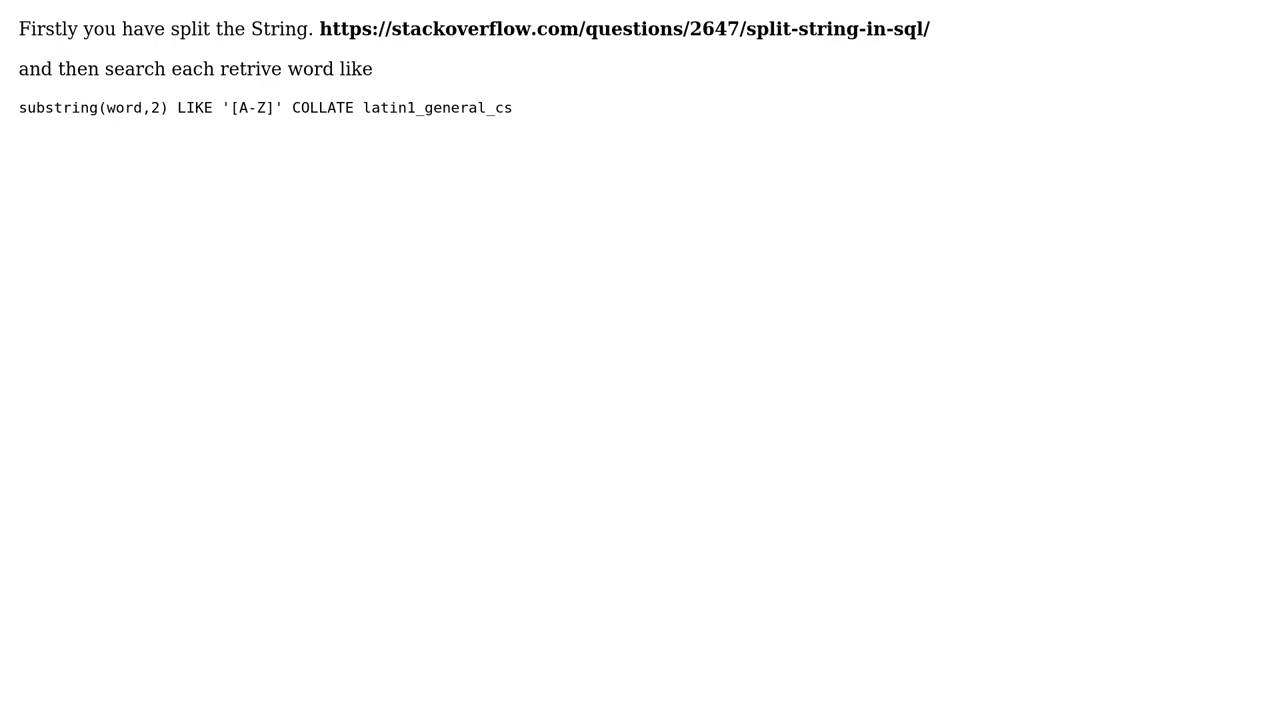 Firstly you have split the String. https://stackoverflow.com/questions/2647/split-string-in-sql/
and then search each retrive word like
substring(word,2) LIKE '[A-Z]' COLLATE latin1_general_cs